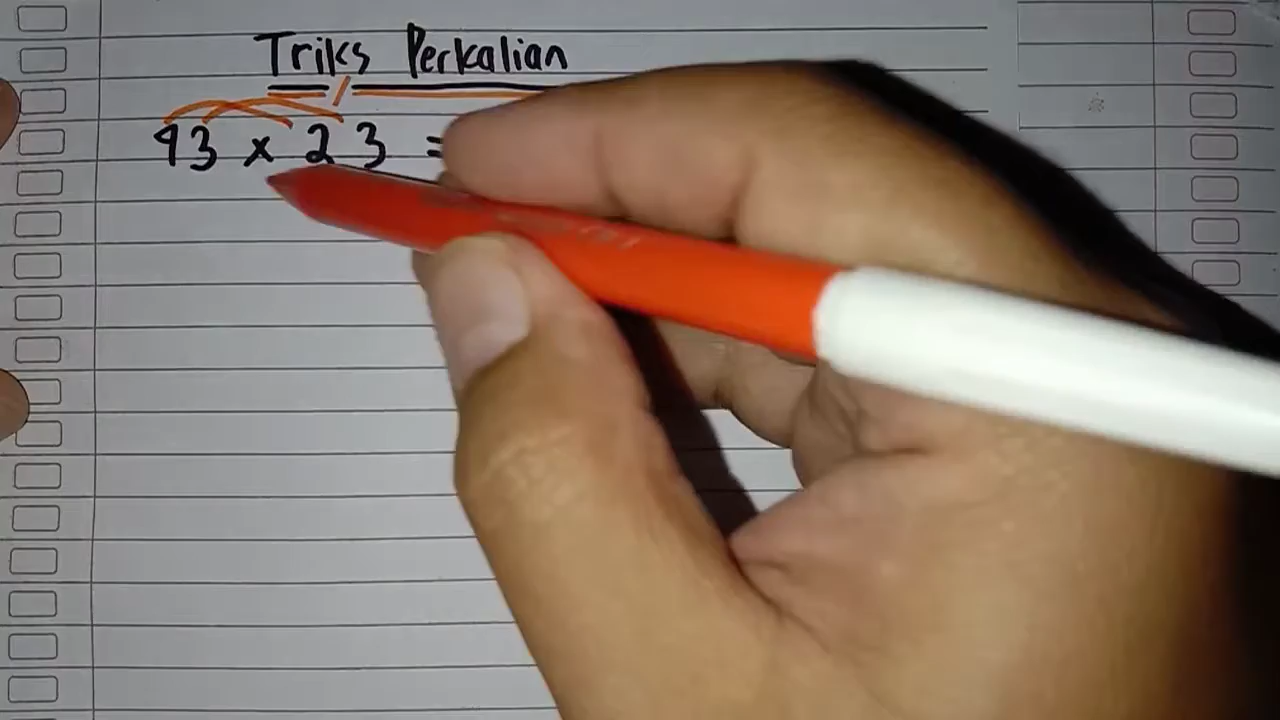 Triks Perkalian
93 x 23 =